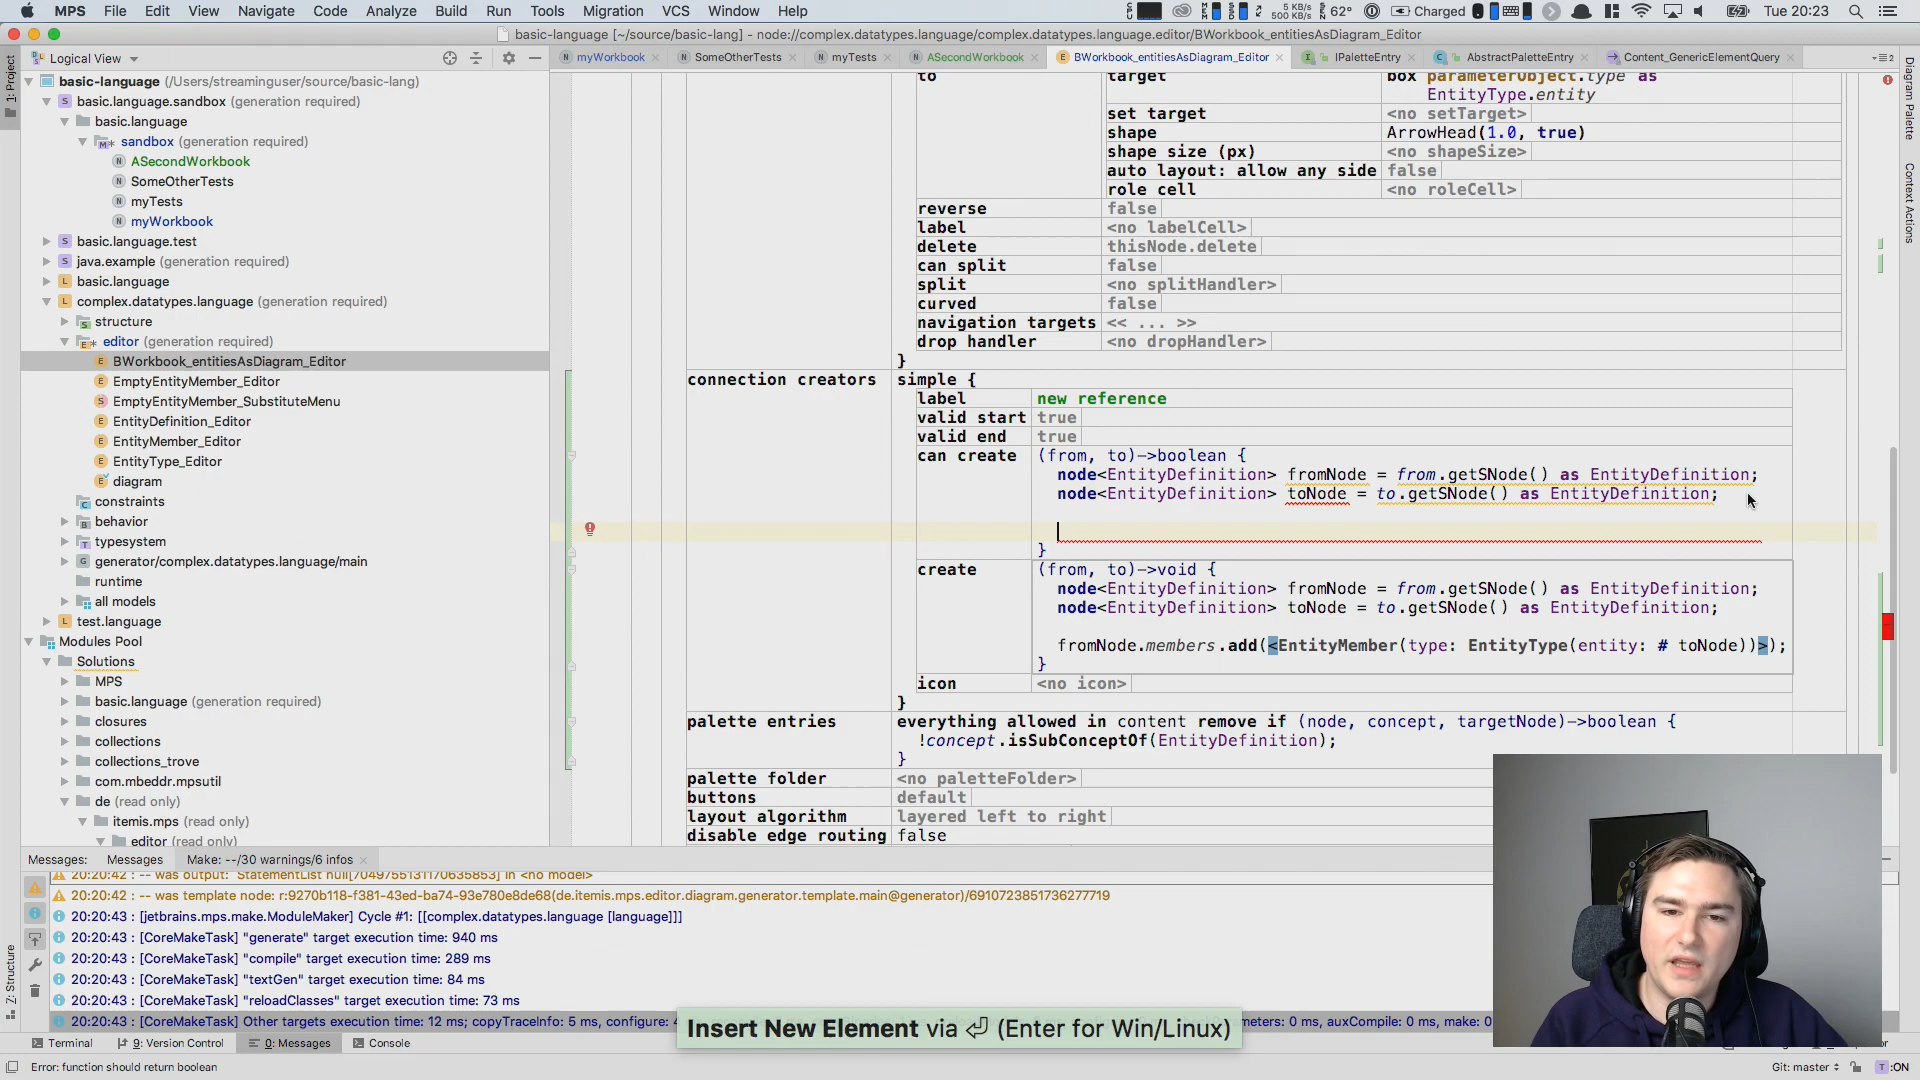 MPS File Edit View Navigate Code Analyze Build Run Tools Migration VCS Window Help 5 KB/s 500 KB/s 62° Charged Tue 20:23
basic-language [~/source/basic-lang] - node://complex.datatypes.language/complex.datatypes.language.editor/BWorkbook_entitiesAsDiagram_Editor
Logical View
myWorkbook SomeOtherTests myTests ASecondWorkbook BWorkbook_entitiesAsDiagram_Editor IPaletteEntry AbstractPaletteEntry Content_GenericElementQuery
1: Project
Diagram Palette
Context Actions
basic-language (/Users/streaminguser/source/basic-lang)
basic.language.sandbox (generation required)
basic.language
sandbox (generation required)
ASecondWorkbook
SomeOtherTests
myTests
myWorkbook
basic.language.test
java.example (generation required)
basic.language
complex.datatypes.language (generation required)
structure
editor (generation required)
BWorkbook_entitiesAsDiagram_Editor
EmptyEntityMember_Editor
EmptyEntityMember_SubstituteMenu
EntityDefinition_Editor
EntityMember_Editor
EntityType_Editor
diagram
constraints
behavior
typesystem
generator/complex.datatypes.language/main
runtime
all models
test.language
Modules Pool
Solutions
MPS
basic.language (generation required)
closures
collections
collections_trove
com.mbeddr.mpsutil
de (read only)
itemis.mps (read only)
editor (read only)
to target box parameterObject.type as
EntityType.entity
set target <no setTarget>
shape ArrowHead(1.0, true)
shape size (px) <no shapeSize>
auto layout: allow any side false
role cell <no roleCell>
reverse false
label <no labelCell>
delete thisNode.delete
can split false
split <no splitHandler>
curved false
navigation targets << ... >>
drop handler <no dropHandler>
}
connection creators simple {
label new reference
valid start true
valid end true
can create (from, to)->boolean {
node<EntityDefinition> fromNode = from.getSNode() as EntityDefinition;
node<EntityDefinition> toNode = to.getSNode() as EntityDefinition;
}
create (from, to)->void {
node<EntityDefinition> fromNode = from.getSNode() as EntityDefinition;
node<EntityDefinition> toNode = to.getSNode() as EntityDefinition;
fromNode.members.add(<EntityMember(type: EntityType(entity: # toNode))>);
}
icon <no icon>
}
palette entries everything allowed in content remove if (node, concept, targetNode)->boolean {
!concept.isSubConceptOf(EntityDefinition);
}
palette folder <no paletteFolder>
buttons default
layout algorithm layered left to right
disable edge routing false
Messages: Messages Make: --/30 warnings/6 infos
20:20:42 : -- was output: StatementList null[7049755131170635853] in <no model>
20:20:42 : -- was template node: r:9270b118-f381-43ed-ba74-93e780e8de68(de.itemis.mps.editor.diagram.generator.template.main@generator)/6910723851736277719
20:20:43 : [jetbrains.mps.make.ModuleMaker] Cycle #1: [[complex.datatypes.language [language]]]
20:20:43 : [CoreMakeTask] "generate" target execution time: 940 ms
20:20:43 : [CoreMakeTask] "compile" target execution time: 289 ms
20:20:43 : [CoreMakeTask] "textGen" target execution time: 84 ms
20:20:43 : [CoreMakeTask] "reloadClasses" target execution time: 73 ms
20:20:43 : [CoreMakeTask] Other targets execution time: 12 ms; copyTraceInfo: 5 ms, configure: ms, auxCompile: 0 ms, make: 0
Z: Structure
Insert New Element via ⏎ (Enter for Win/Linux)
Terminal 9: Version Control 0: Messages Console
Error: function should return boolean Git: master T :ON